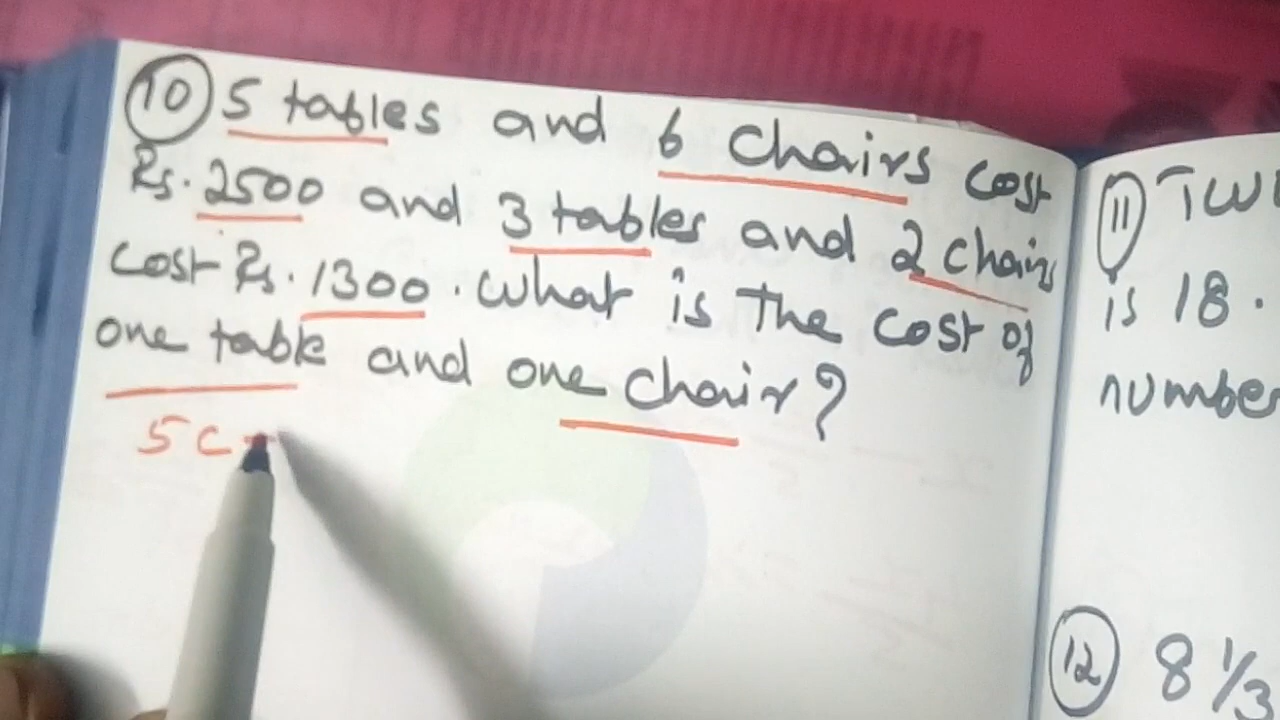 10 5 tables and 6 chairs cost
Rs. 2500 and 3 tables and 2 chairs
cost Rs. 1300. what is the cost of
one table and one chair?
5c
11
is 18.
number
12 8 1/3